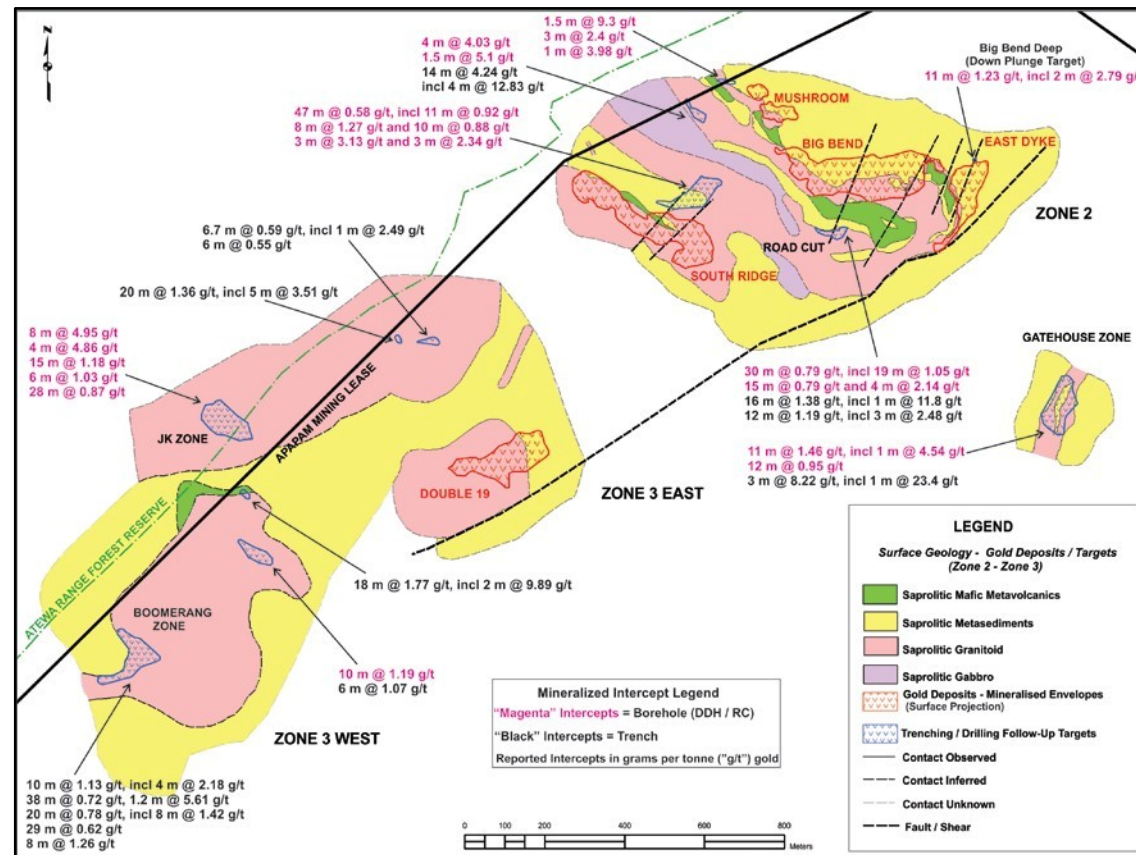 N
1.5 m @ 9.3 g/t
3 m @ 2.4 g/t
1 m @ 3.98 g/t
4 m @ 4.03 g/t
1.5 m @ 5.1 g/t
14 m @ 4.24 g/t
incl 4 m @ 12.83 g/t
Big Bend Deep
(Down Plunge Target)
11 m @ 1.23 g/t, incl 2 m @ 2.79 g/t
47 m @ 0.58 g/t, incl 11 m @ 0.92 g/t
8 m @ 1.27 g/t and 10 m @ 0.88 g/t
3 m @ 3.13 g/t and 3 m @ 2.34 g/t
MUSHROOM
BIG BEND
EAST DYKE
ZONE 2
ROAD CUT
SOUTH RIDGE
6.7 m @ 0.59 g/t, incl 1 m @ 2.49 g/t
6 m @ 0.55 g/t
20 m @ 1.36 g/t, incl 5 m @ 3.51 g/t
8 m @ 4.95 g/t
4 m @ 4.86 g/t
15 m @ 1.18 g/t
6 m @ 1.03 g/t
28 m @ 0.87 g/t
JK ZONE
APAPAM MINING LEASE
GATEHOUSE ZONE
30 m @ 0.79 g/t, incl 19 m @ 1.05 g/t
15 m @ 0.79 g/t and 4 m @ 2.14 g/t
16 m @ 1.38 g/t, incl 1 m @ 11.8 g/t
12 m @ 1.19 g/t, incl 3 m @ 2.48 g/t
11 m @ 1.46 g/t, incl 1 m @ 4.54 g/t
12 m @ 0.95 g/t
3 m @ 8.22 g/t, incl 1 m @ 23.4 g/t
DOUBLE 19
ZONE 3 EAST
ATEWA RANGE FOREST RESERVE
18 m @ 1.77 g/t, incl 2 m @ 9.89 g/t
BOOMERANG
ZONE
10 m @ 1.19 g/t
6 m @ 1.07 g/t
ZONE 3 WEST
10 m @ 1.13 g/t, incl 4 m @ 2.18 g/t
38 m @ 0.72 g/t, 1.2 m @ 5.61 g/t
20 m @ 0.78 g/t, incl 8 m @ 1.42 g/t
29 m @ 0.62 g/t
8 m @ 1.26 g/t
Mineralized Intercept Legend
"Magenta" Intercepts = Borehole (DDH / RC)
"Black" Intercepts = Trench
Reported Intercepts in grams per tonne ("g/t") gold
0 100 200 400 600 800
Meters
LEGEND
Surface Geology - Gold Deposits / Targets
(Zone 2 - Zone 3)
Saprolitic Mafic Metavolcanics
Saprolitic Metasediments
Saprolitic Granitoid
Saprolitic Gabbro
Gold Deposits - Mineralised Envelopes
(Surface Projection)
Trenching / Drilling Follow-Up Targets
Contact Observed
Contact Inferred
Contact Unknown
Fault / Shear